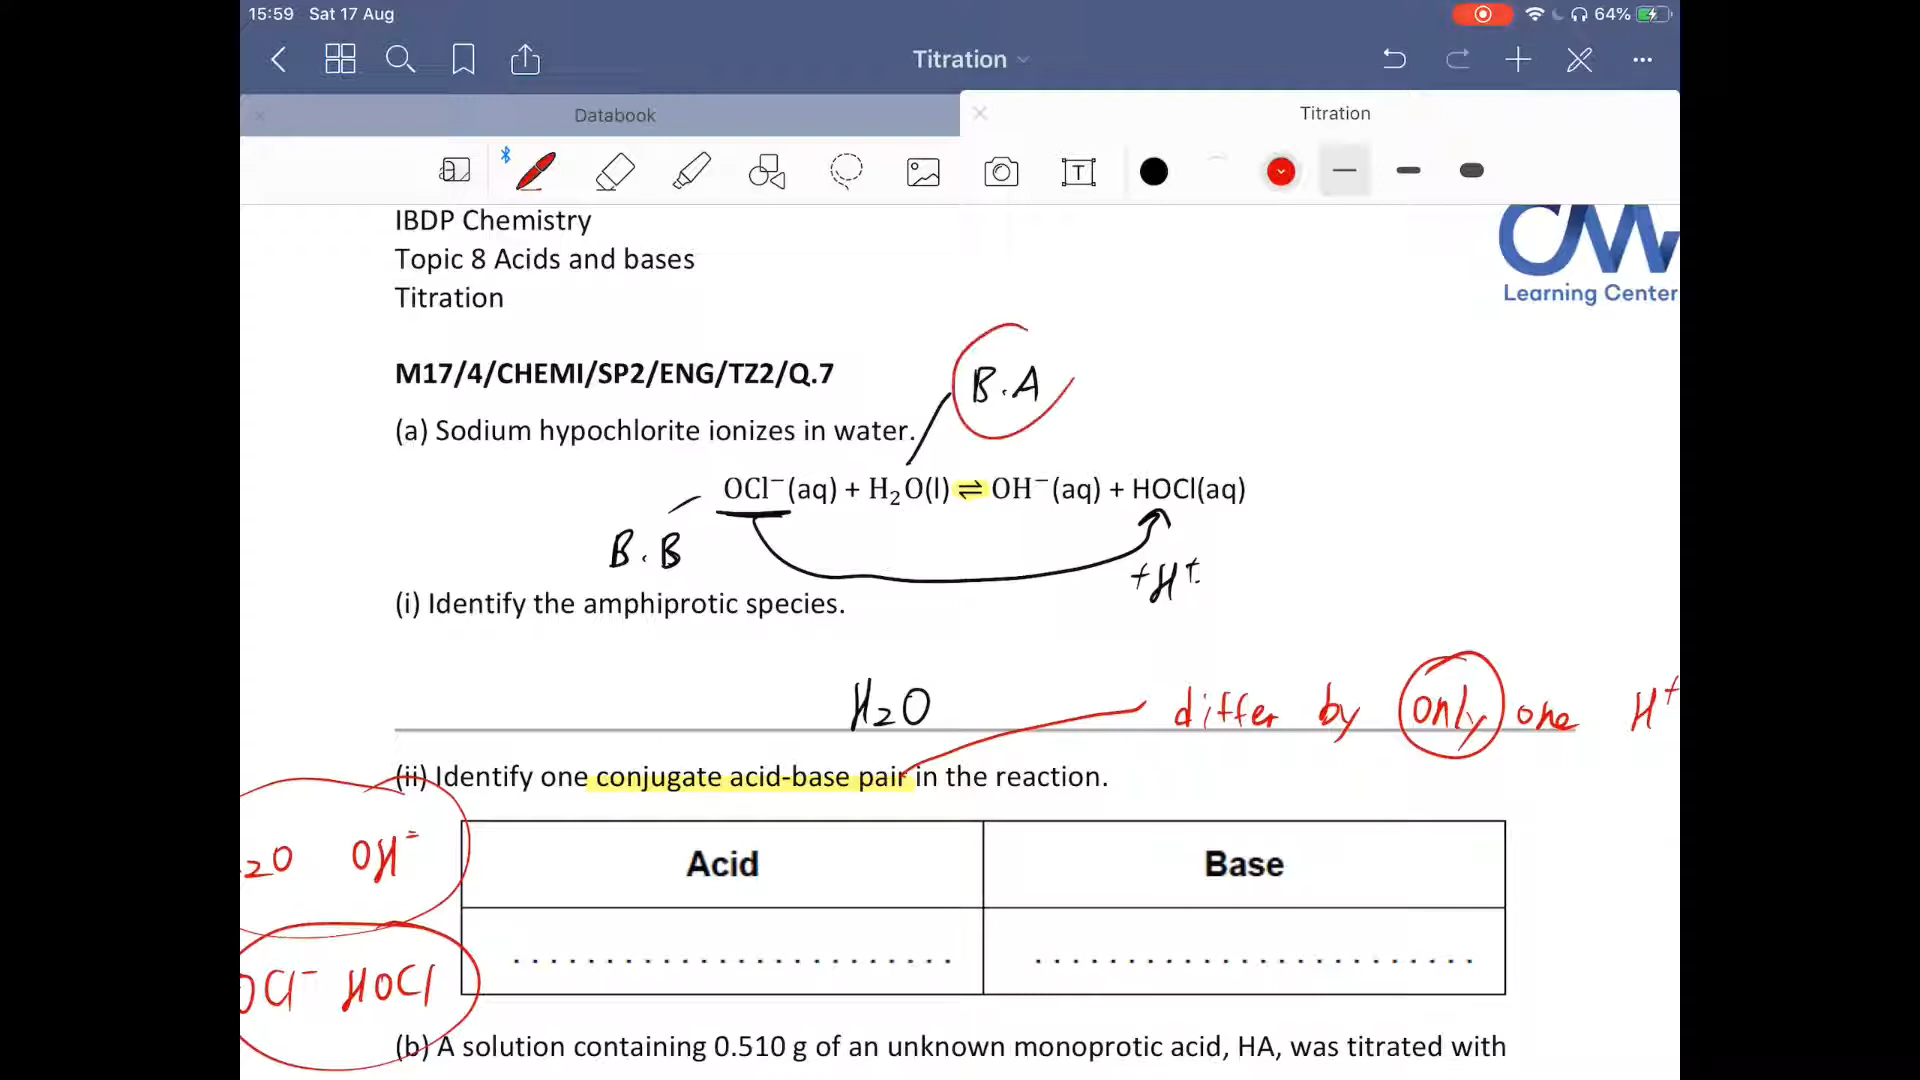 15:59 Sat 17 Aug
64%
Titration
Databook
Titration
IBDP Chemistry
Topic 8 Acids and bases
Titration
CM
Learning Center
M17/4/CHEMI/SP2/ENG/TZ2/Q.7
B.A
(a) Sodium hypochlorite ionizes in water.
OCl⁻(aq) + H₂O(l) ⇌ OH⁻(aq) + HOCl(aq)
B.B
+H⁺
(i) Identify the amphiprotic species.
H₂O
differ by only one H⁺
(ii) Identify one conjugate acid-base pair in the reaction.
₂O OH⁻
Acid Base
OCl⁻ HOCl
(b) A solution containing 0.510 g of an unknown monoprotic acid, HA, was titrated with